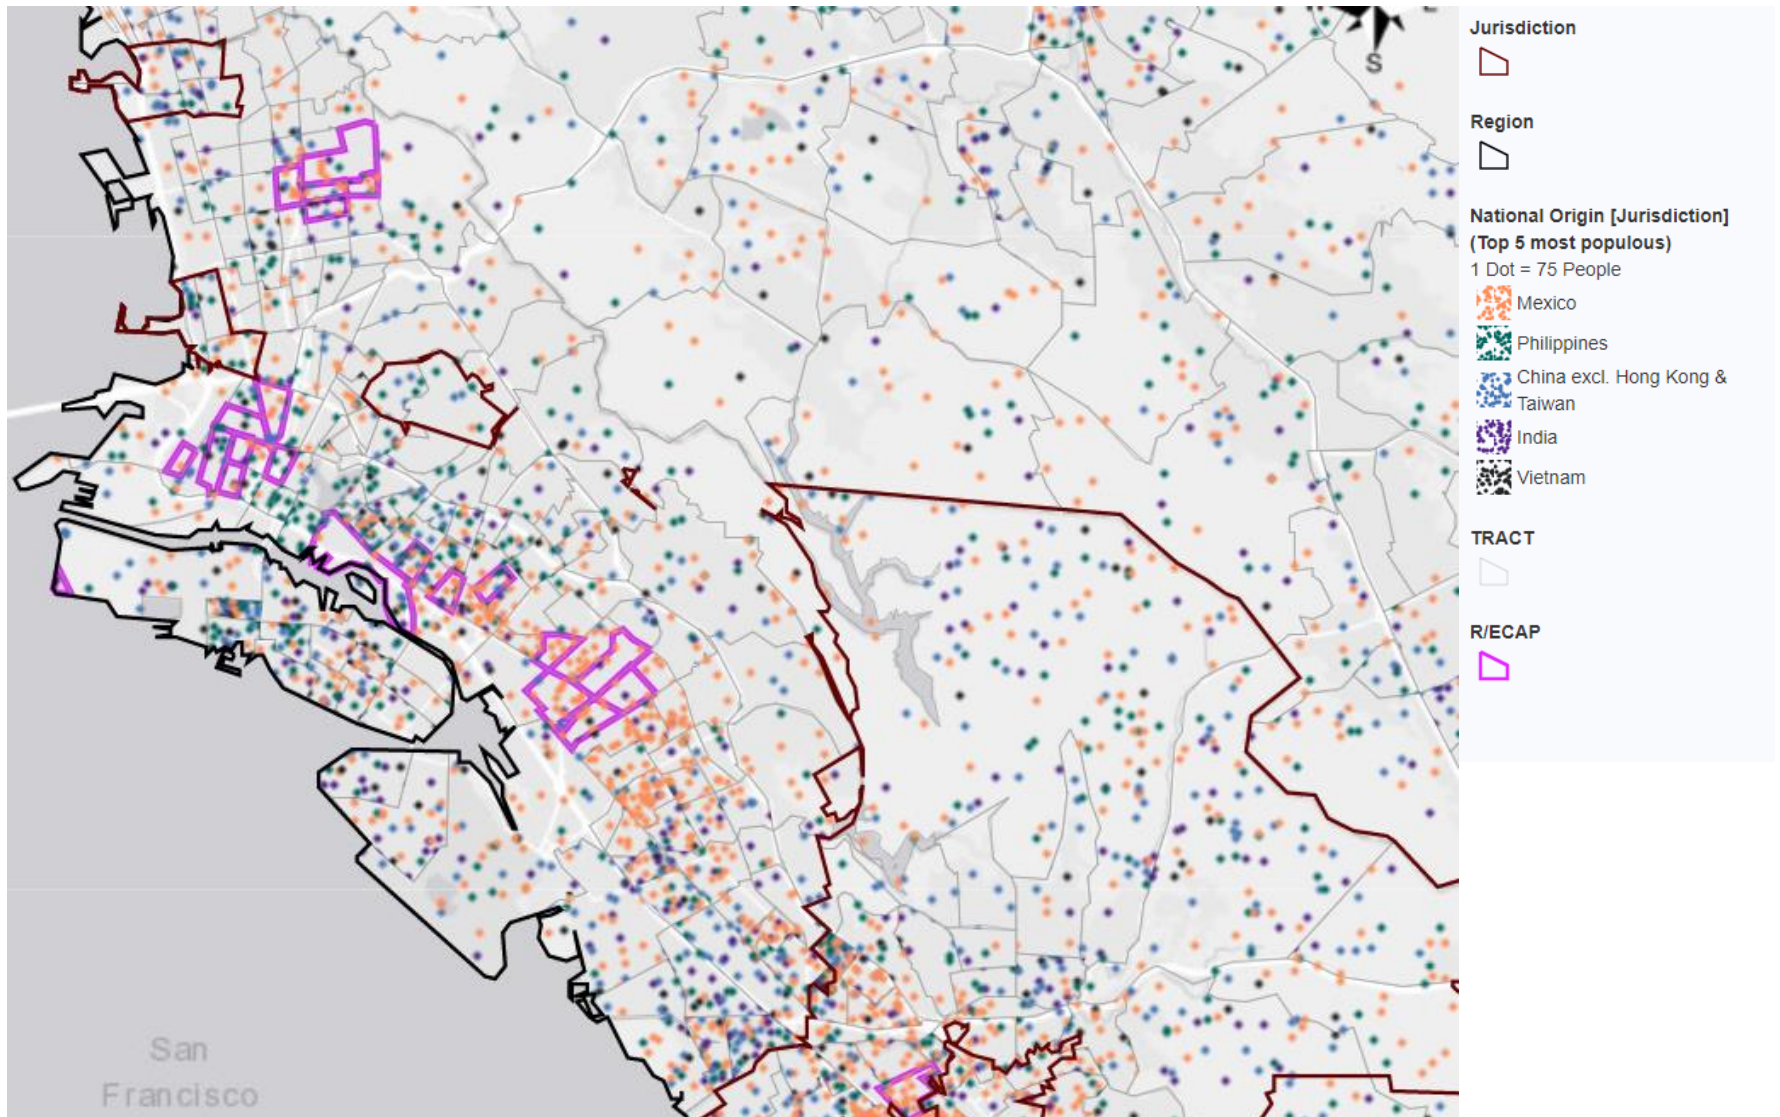 S
San
Francisco
Jurisdiction
Region
National Origin [Jurisdiction]
(Top 5 most populous)
1 Dot = 75 People
Mexico
Philippines
China excl. Hong Kong &
Taiwan
India
Vietnam
TRACT
R/ECAP